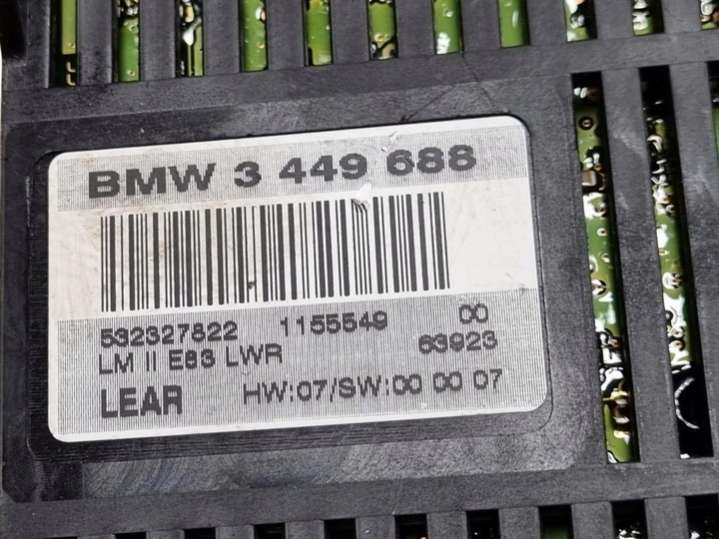 BMW 3 449 688
532327822 1155549 00
LM II E83 LWR 63923
LEAR HW:07/SW:00 00 07